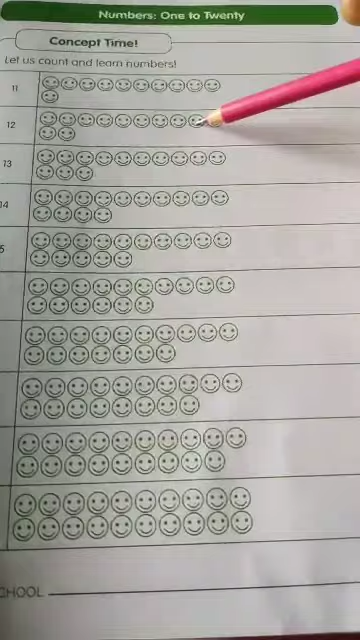 Numbers: One to Twenty
Concept Time!
Let us count and learn numbers!
11
12
13
14
5
CHOOL